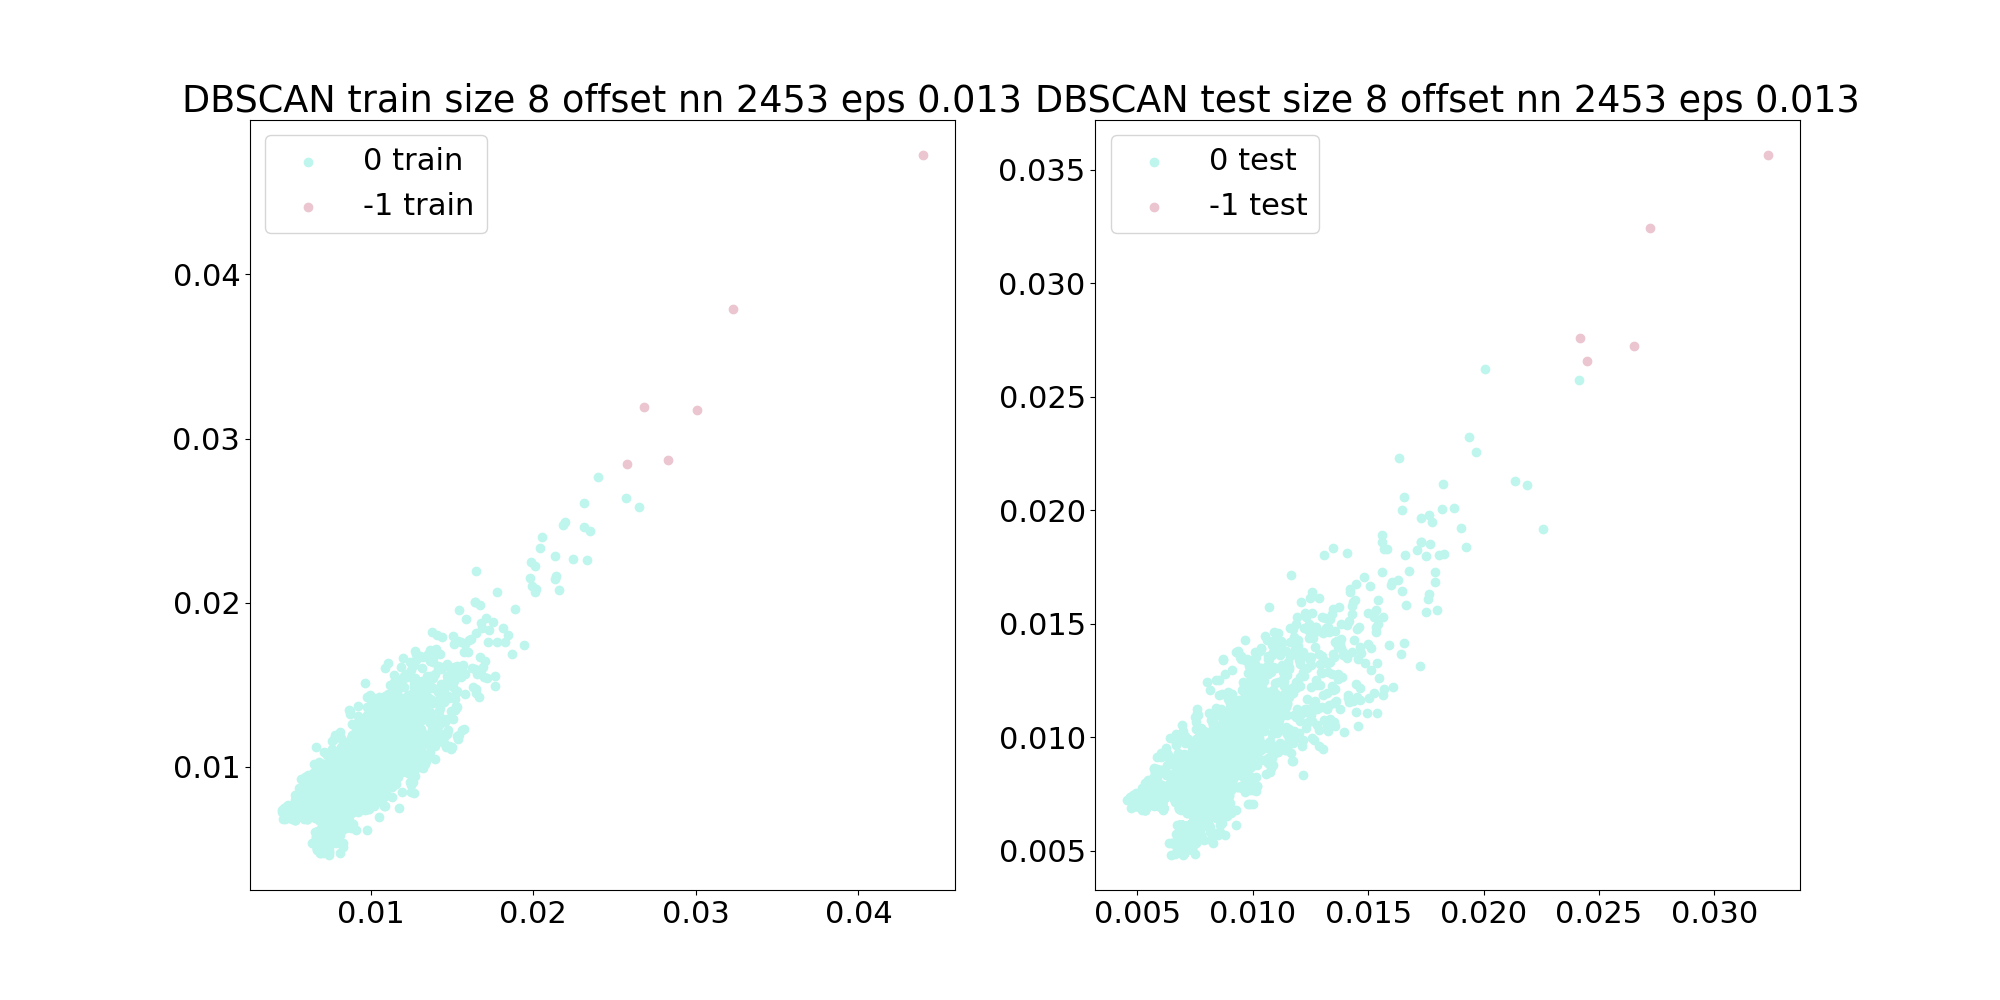 DBSCAN train size 8 offset nn 2453 eps 0.013
0 train
-1 train
0.04
0.03
0.02
0.01
0.01 0.02 0.03 0.04
DBSCAN test size 8 offset nn 2453 eps 0.013
0 test
-1 test
0.035
0.030
0.025
0.020
0.015
0.010
0.005
0.005 0.010 0.015 0.020 0.025 0.030